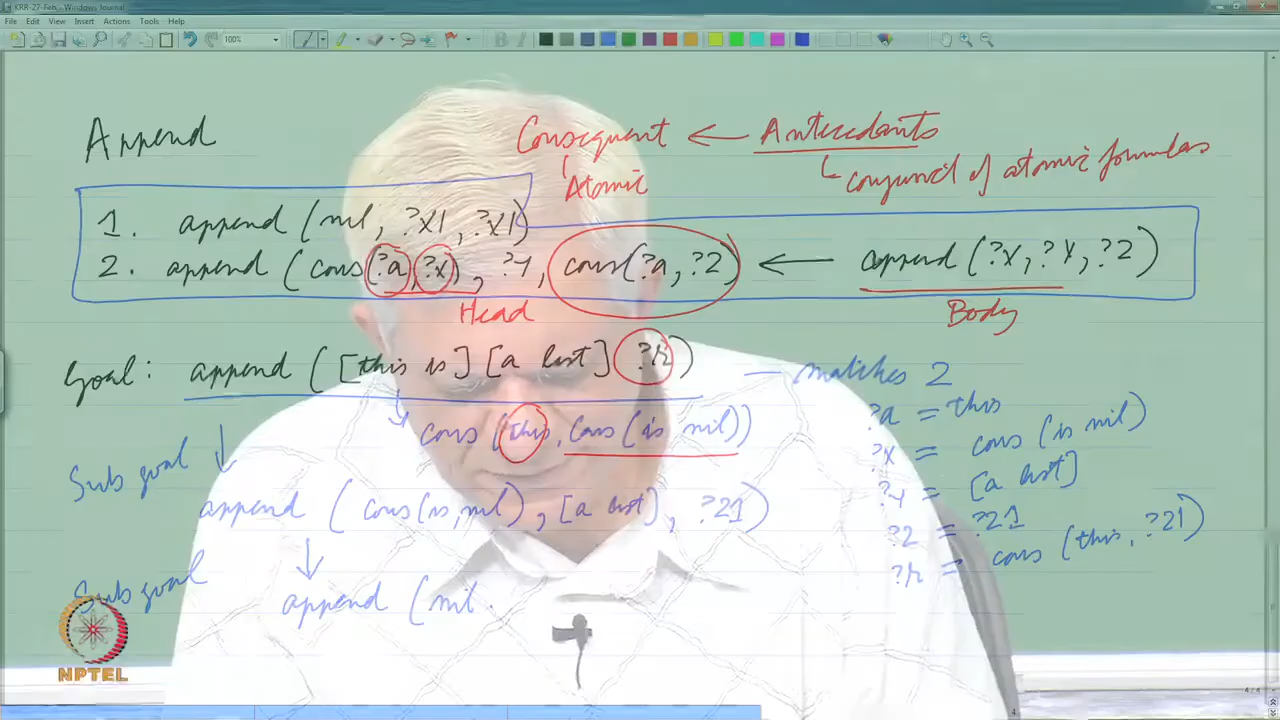 KRR-27-Feb - Windows Journal
File Edit View Insert Actions Tools Help
100%
Append
Consequent ← Antecedants
Atomic
conjunct of atomic formulas
1. append (nil, ?x1, ?x1)
2. append (cons (?a, ?x), ?y, cons(?a, ?z) ← append (?x, ?y, ?z)
Head
Body
Goal: append ([this is] [a list] ?r) — matches 2
cons (this, cons (is nil))
?a = this
?x = cons (is nil)
?y = [a list]
?z = ?z1
?r = cons (this, ?z1)
Sub goal
append (cons(is, nil), [a list], ?z1)
Sub goal
append (nil
NPTEL